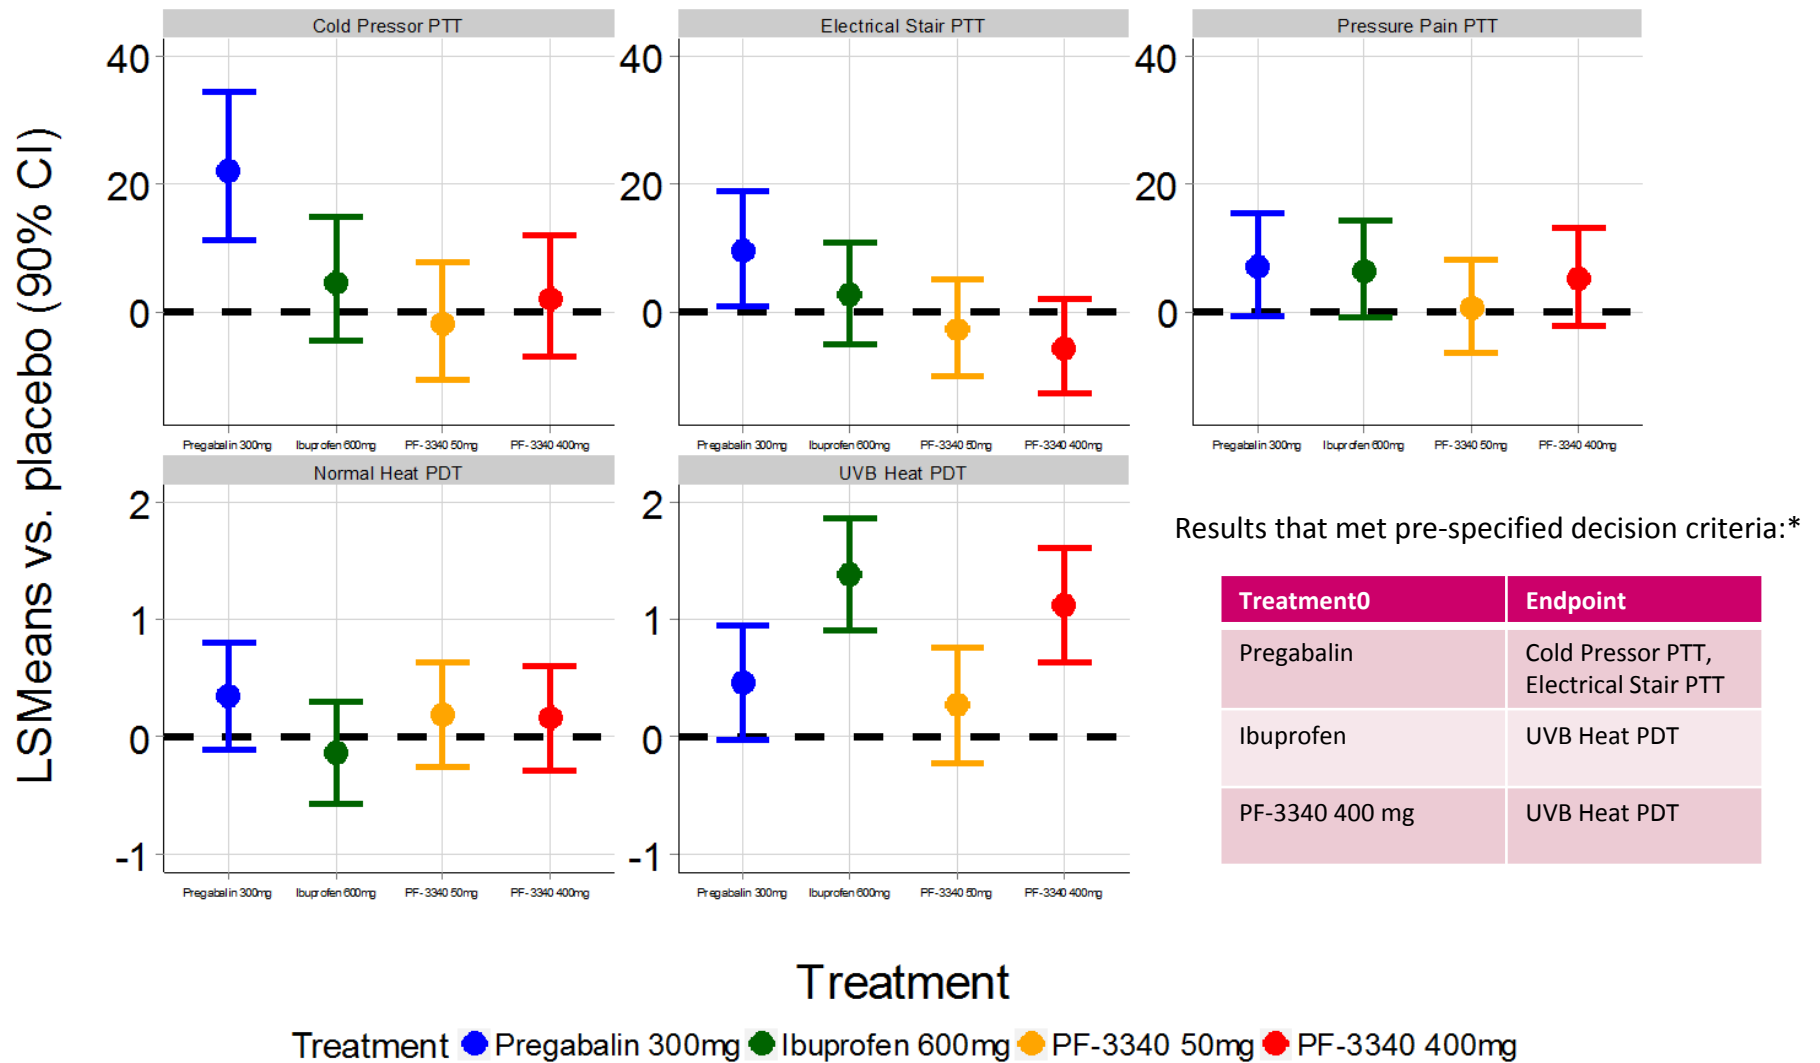 Cold Pressor PTT
Electrical Stair PTT
Pressure Pain PTT
40
20
0
40
20
0
40
20
0
Pregabalin 300mg Ibuprofen 600mg PF-3340 50mg PF-3340 400mg
Pregabalin 300mg Ibuprofen 600mg PF-3340 50mg PF-3340 400mg
Pregabalin 300mg Ibuprofen 600mg PF-3340 50mg PF-3340 400mg
LSMeans vs. placebo (90% CI)
Normal Heat PDT
UVB Heat PDT
2
1
0
-1
2
1
0
-1
Pregabalin 300mg Ibuprofen 600mg PF-3340 50mg PF-3340 400mg
Pregabalin 300mg Ibuprofen 600mg PF-3340 50mg PF-3340 400mg
Results that met pre-specified decision criteria:*
Treatment0 Endpoint
Pregabalin Cold Pressor PTT,
Electrical Stair PTT
Ibuprofen UVB Heat PDT
PF-3340 400 mg UVB Heat PDT
Treatment
Treatment Pregabalin 300mg Ibuprofen 600mg PF-3340 50mg PF-3340 400mg